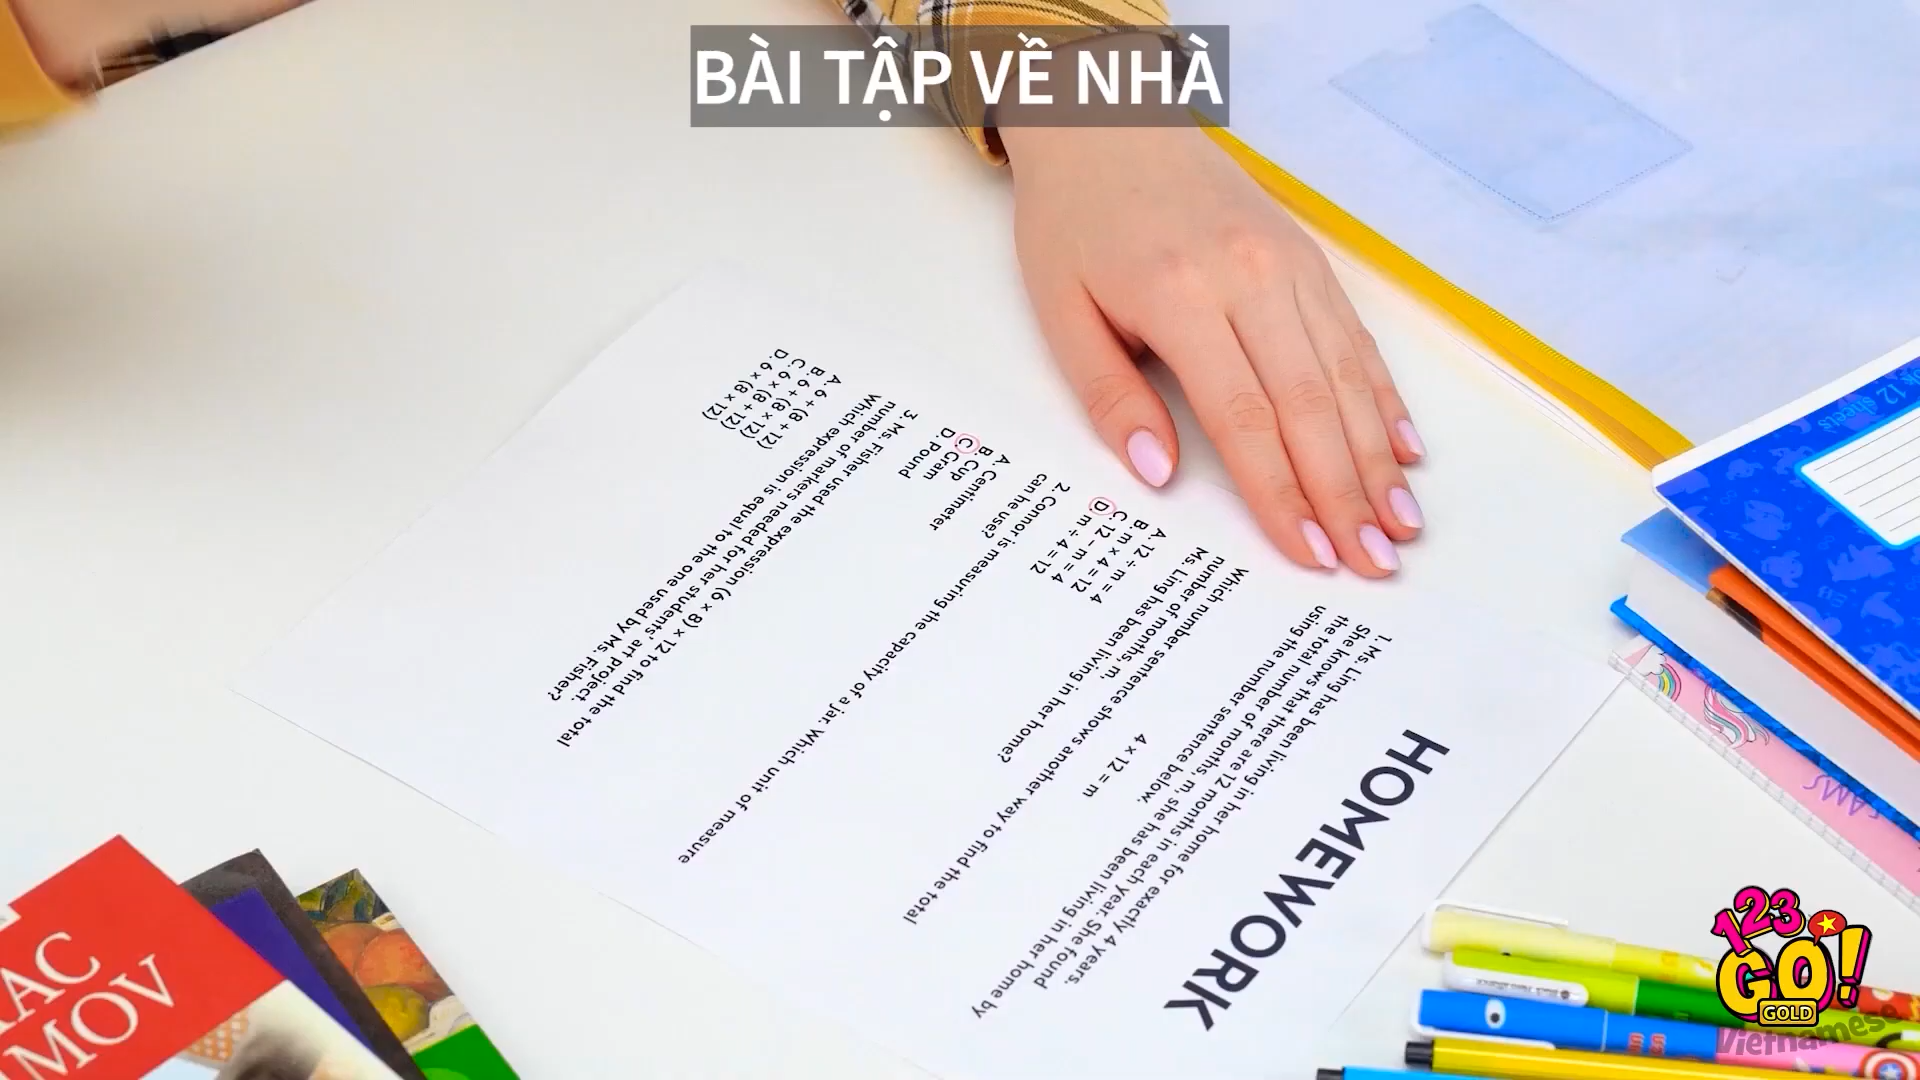 BÀI TẬP VỀ NHÀ
HOMEWORK
1. Ms. Ling has been living in her home for exactly 4 years.
She knows that there are 12 months in each year. She found
the total number of months, m, she has been living in her home by
using the number sentence below.
4 × 12 = m
Which number sentence shows another way to find the total
number of months, m,
Ms. Ling has been living in her home?
A. 12 ÷ m = 4
B. m × 4 = 12
C. 12 − m = 4
D. m ÷ 4 = 12
2. Connor is measuring the capacity of a jar. Which unit of measure
can he use?
A. Centimeter
B. Cup
C. Gram
D. Pound
3. Ms. Fisher used the expression (6 × 8) × 12 to find the total
number of markers needed for her students' art project.
Which expression is equal to the one used by Ms. Fisher?
A. 6 + (8 + 12)
B. 6 + (8 × 12)
C. 6 × (8 + 12)
D. 6 × (8 × 12)
12 sheets
AC
MOV
123
GO!
GOLD
Vietnamese